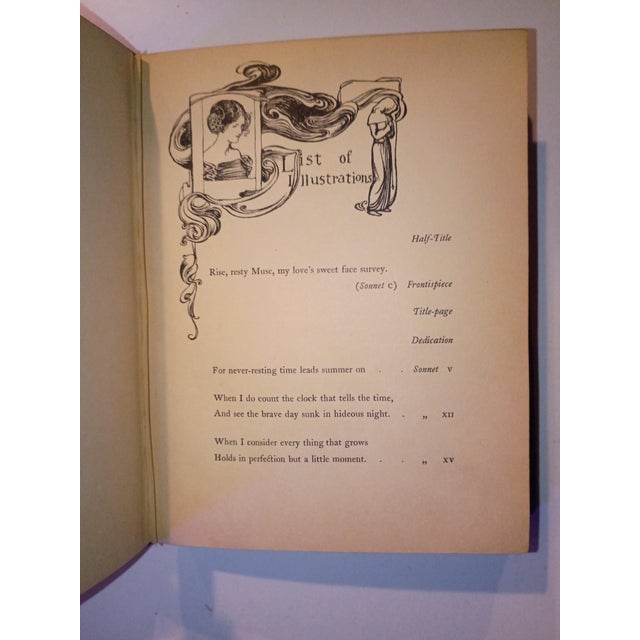 List of
Illustrations
Half-Title
Rise, resty Muse, my love's sweet face survey.
(Sonnet c) Frontispiece
Title-page
Dedication
For never-resting time leads summer on . . Sonnet v
When I do count the clock that tells the time,
And see the brave day sunk in hideous night. . „ XII
When I consider every thing that grows
Holds in perfection but a little moment. . . „ XV